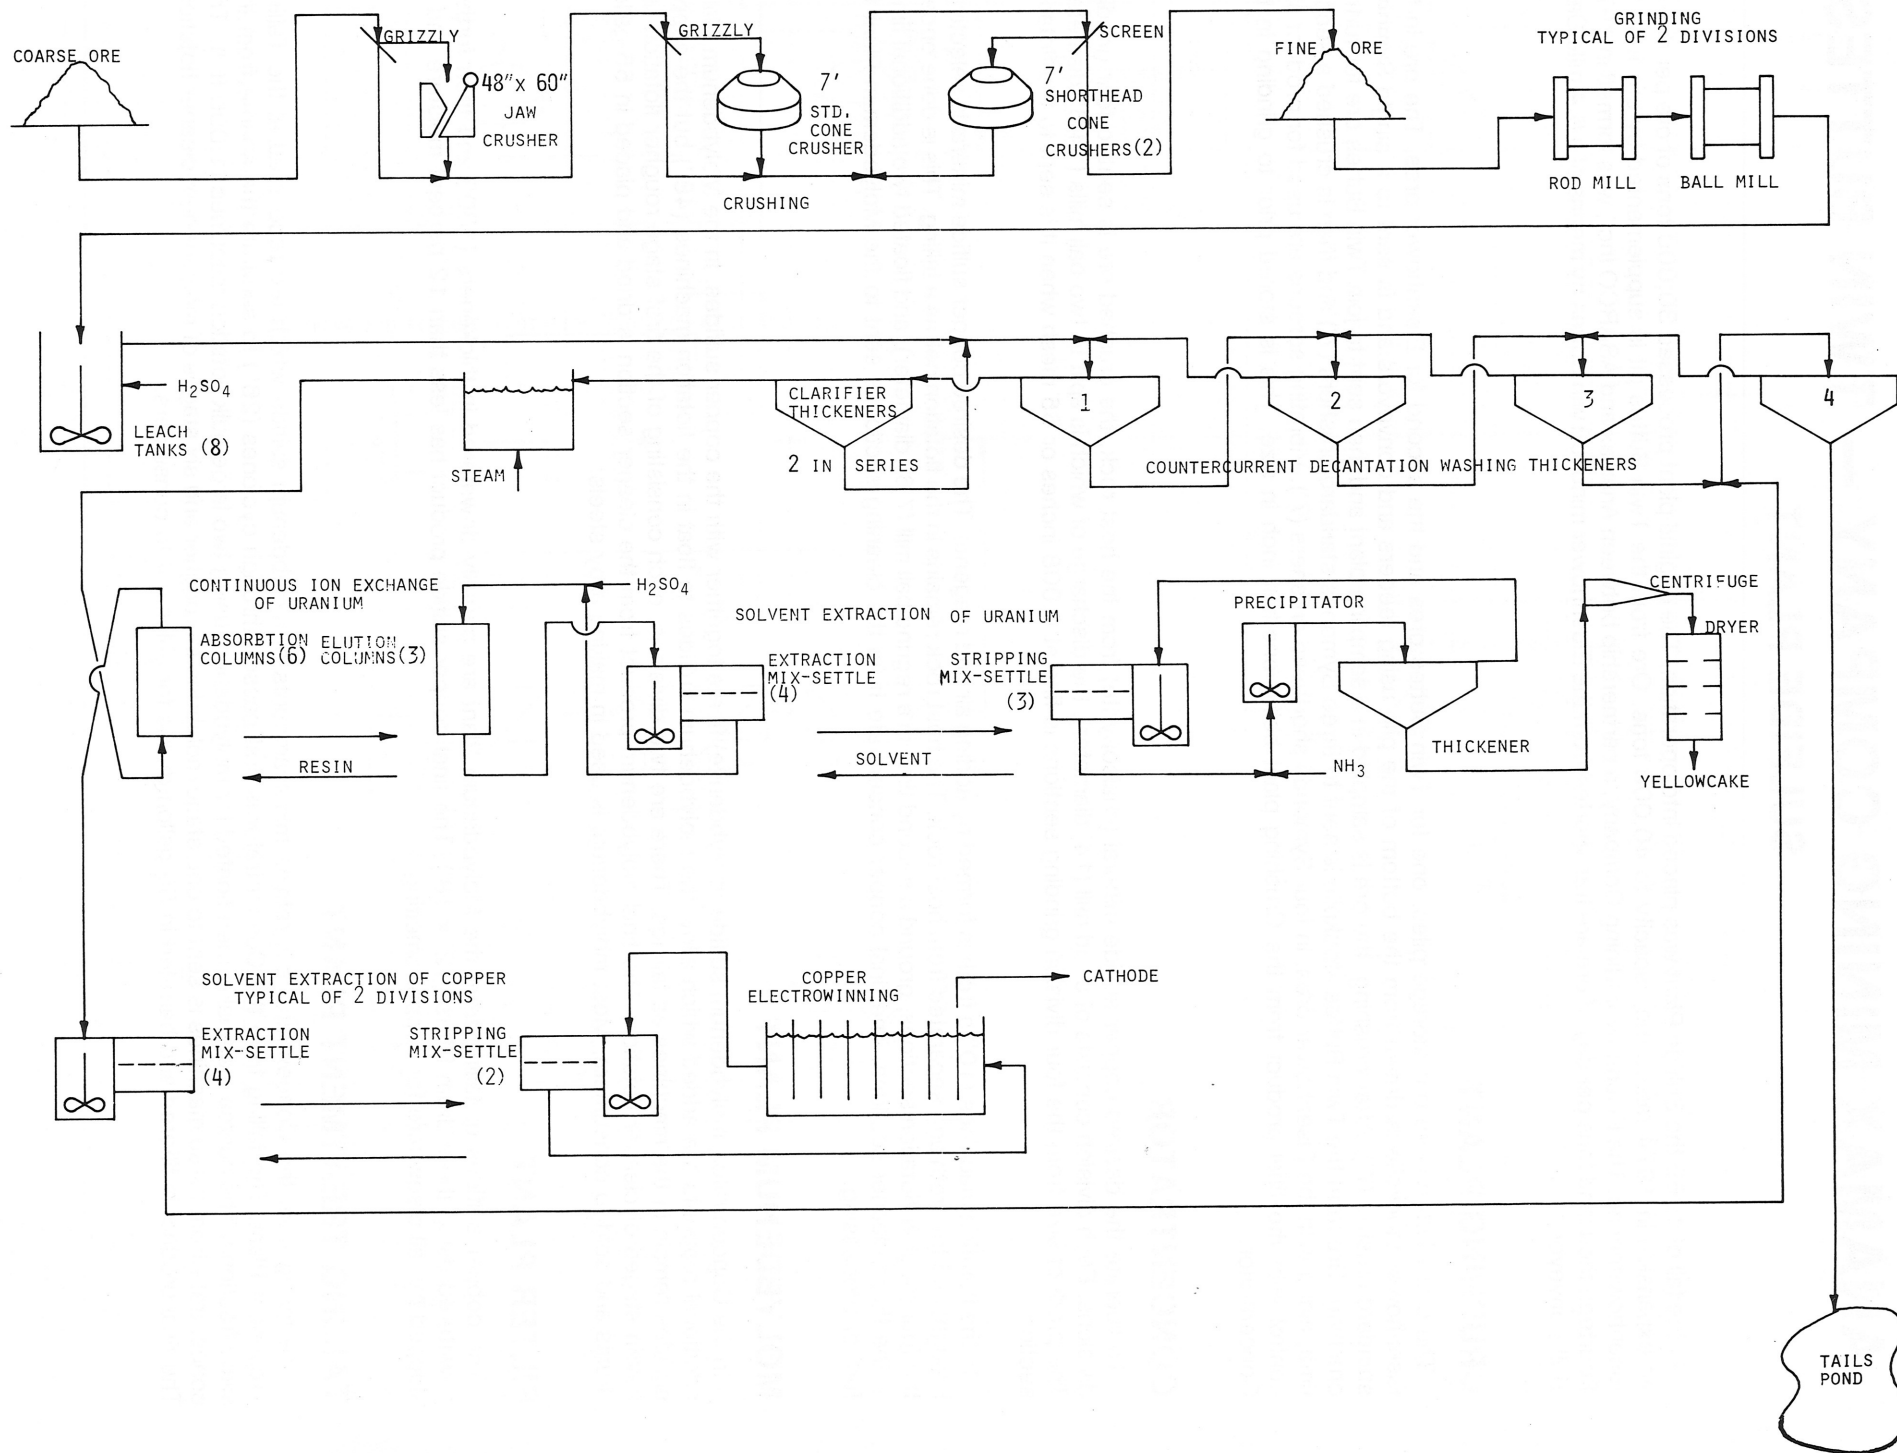 COARSE ORE
GRIZZLY
48"x 60"
JAW
CRUSHER
GRIZZLY
7'
STD.
CONE
CRUSHER
CRUSHING
SCREEN
7'
SHORTHEAD
CONE
CRUSHERS(2)
FINE ORE
GRINDING
TYPICAL OF 2 DIVISIONS
ROD MILL
BALL MILL
H2SO4
LEACH
TANKS (8)
STEAM
CLARIFIER
THICKENERS
2 IN SERIES
1
2
3
4
COUNTERCURRENT DECANTATION WASHING THICKENERS
CONTINUOUS ION EXCHANGE
OF URANIUM
ABSORBTION
COLUMNS(6)
ELUTION
COLUMNS(3)
RESIN
H2SO4
SOLVENT EXTRACTION OF URANIUM
EXTRACTION
MIX-SETTLE
(4)
STRIPPING
MIX-SETTLE
(3)
SOLVENT
PRECIPITATOR
NH3
THICKENER
CENTRIFUGE
DRYER
YELLOWCAKE
SOLVENT EXTRACTION OF COPPER
TYPICAL OF 2 DIVISIONS
EXTRACTION
MIX-SETTLE
(4)
STRIPPING
MIX-SETTLE
(2)
COPPER
ELECTROWINNING
CATHODE
TAILS
POND